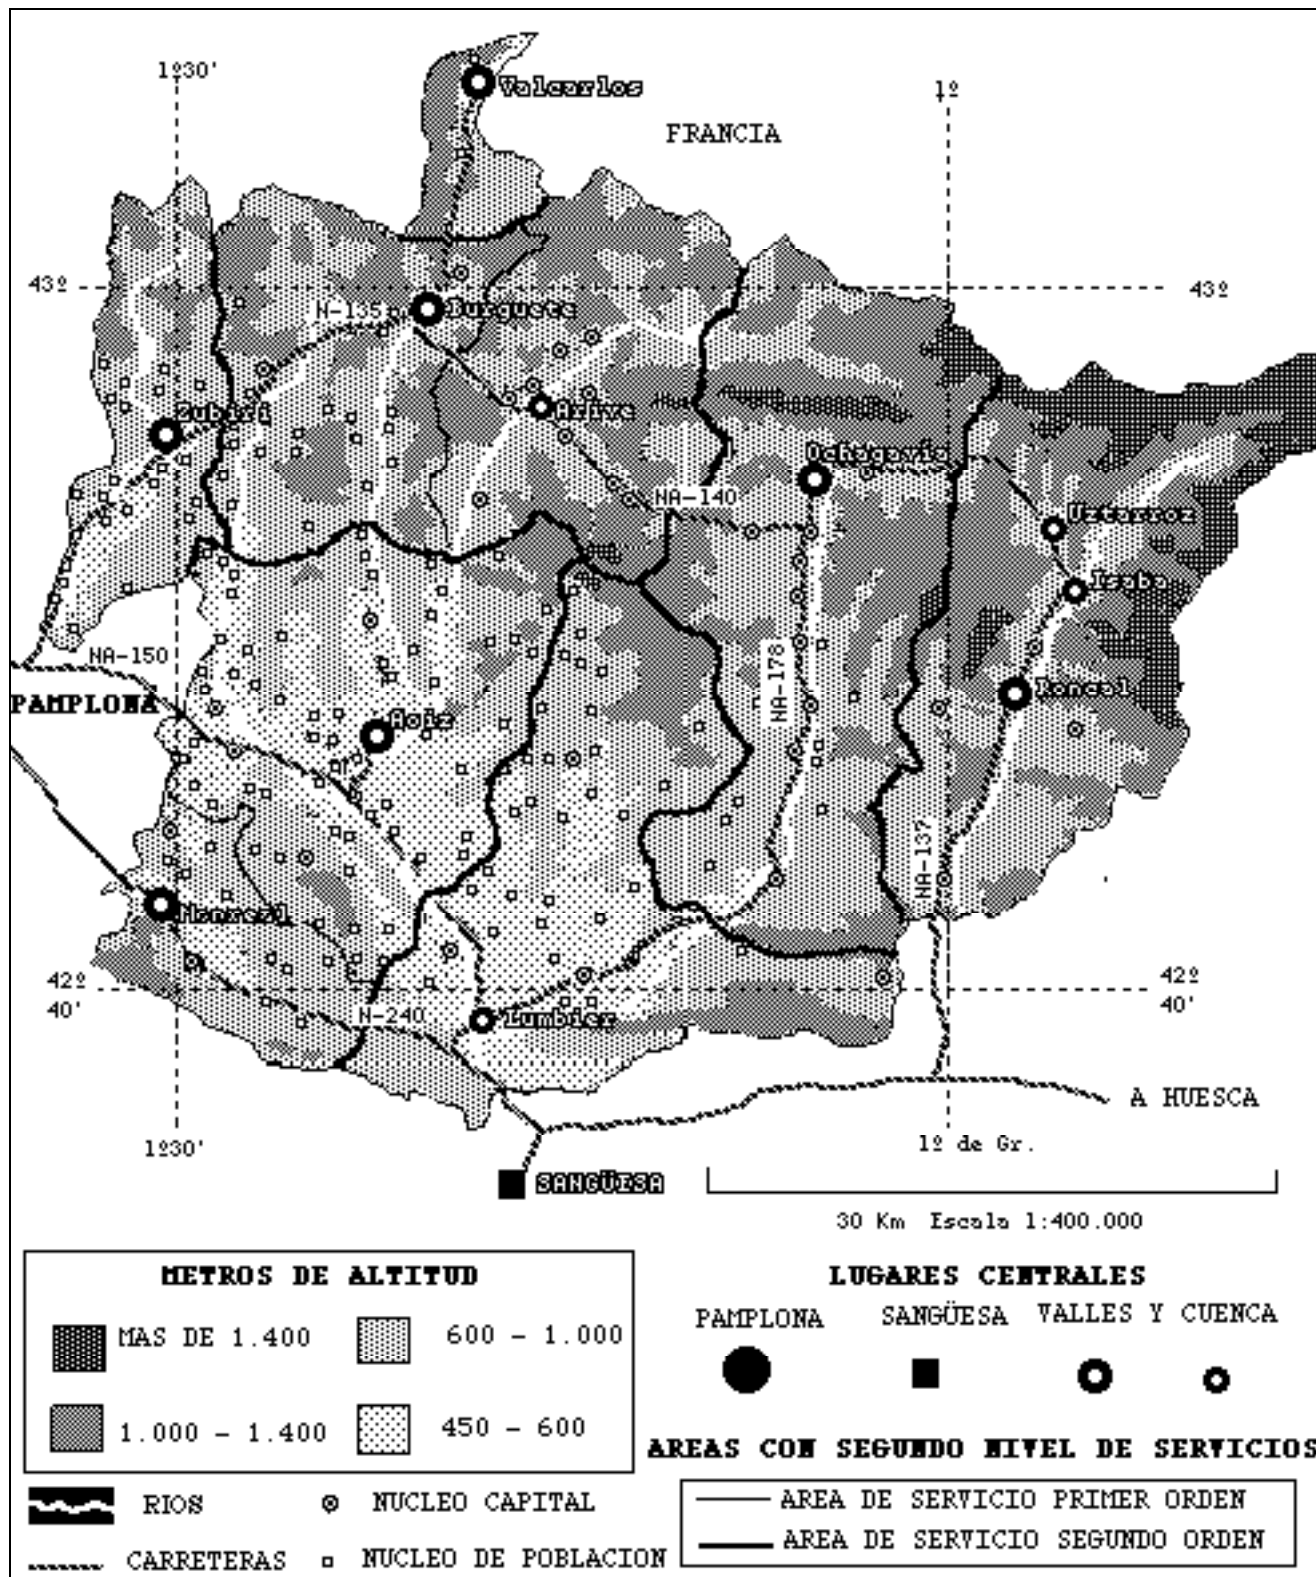 1º30'
Valcarlos
1º
FRANCIA
43º
43º
N-135
Burguete
Zubiri
Arive
Ochagavia
NA-140
Uztarroz
Isaba
NA-150
NA-178
PAMPLONA
Roncal
Aoiz
NA-137
Monreal
42º
40'
42º
40'
N-240
Lumbier
A HUESCA
1º30'
1º de Gr.
SANGÜESA
30 Km Escala 1:400.000
METROS DE ALTITUD
MAS DE 1.400
600 - 1.000
1.000 - 1.400
450 - 600
LUGARES CENTRALES
PAMPLONA SANGÜESA VALLES Y CUENCA
AREAS CON SEGUNDO NIVEL DE SERVICIOS
RIOS
NUCLEO CAPITAL
CARRETERAS
NUCLEO DE POBLACION
AREA DE SERVICIO PRIMER ORDEN
AREA DE SERVICIO SEGUNDO ORDEN